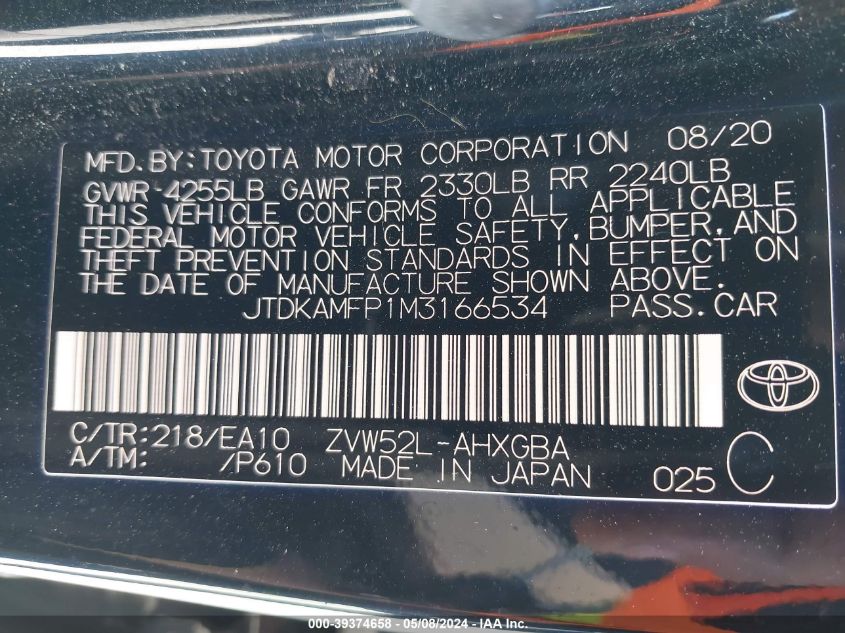 MFD. BY: TOYOTA MOTOR CORPORATION 08/20
GVWR 4255LB GAWR FR 2330LB RR 2240LB
THIS VEHICLE CONFORMS TO ALL APPLICABLE
FEDERAL MOTOR VEHICLE SAFETY, BUMPER, AND
THEFT PREVENTION STANDARDS IN EFFECT ON
THE DATE OF MANUFACTURE SHOWN ABOVE.
JTDKAMFP1M3166534 PASS. CAR
C/TR: 218/EA10 ZVW52L-AHXGBA
A/TM: /P610 MADE IN JAPAN 025 C
000-39374658 - 05/08/2024 - IAA Inc.